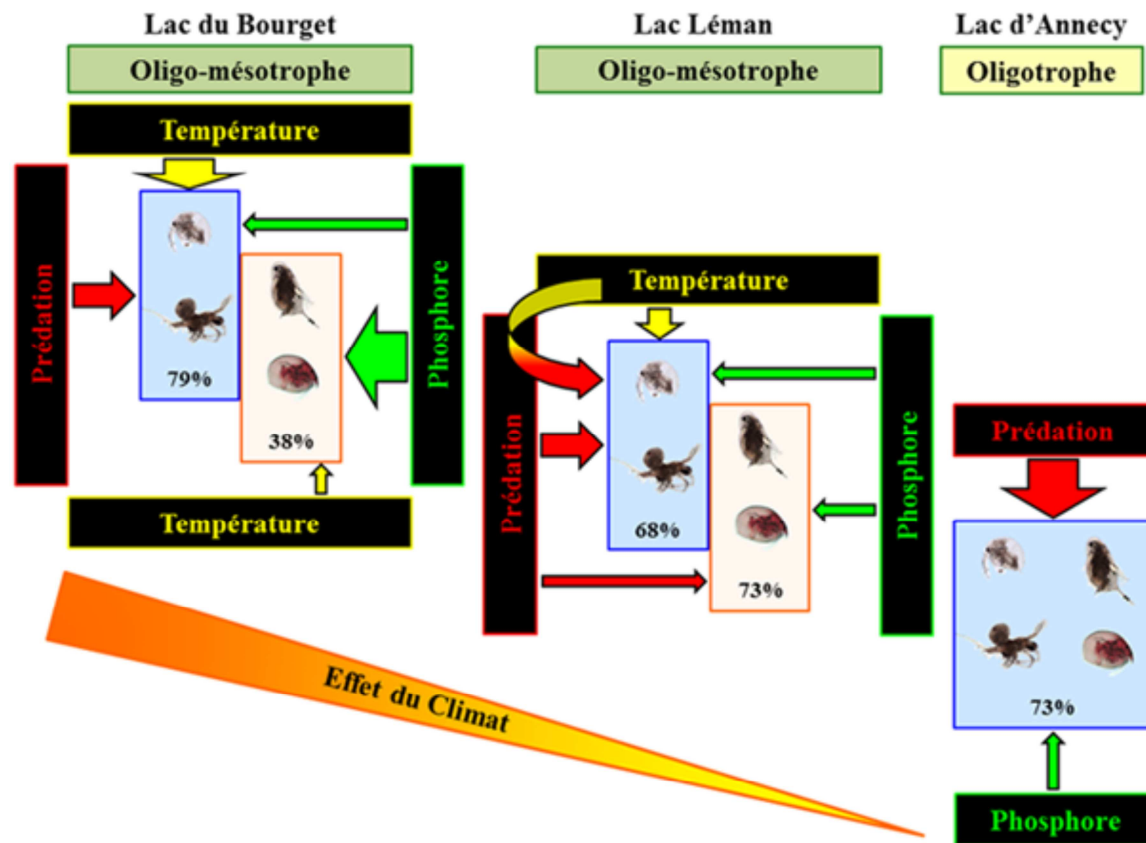 Lac du Bourget
Oligo-mésotrophe
Température
Prédation
Phosphore
79%
38%
Température
Lac Léman
Oligo-mésotrophe
Température
Prédation
Phosphore
68%
73%
Lac d'Annecy
Oligotrophe
Prédation
73%
Phosphore
Effet du Climat